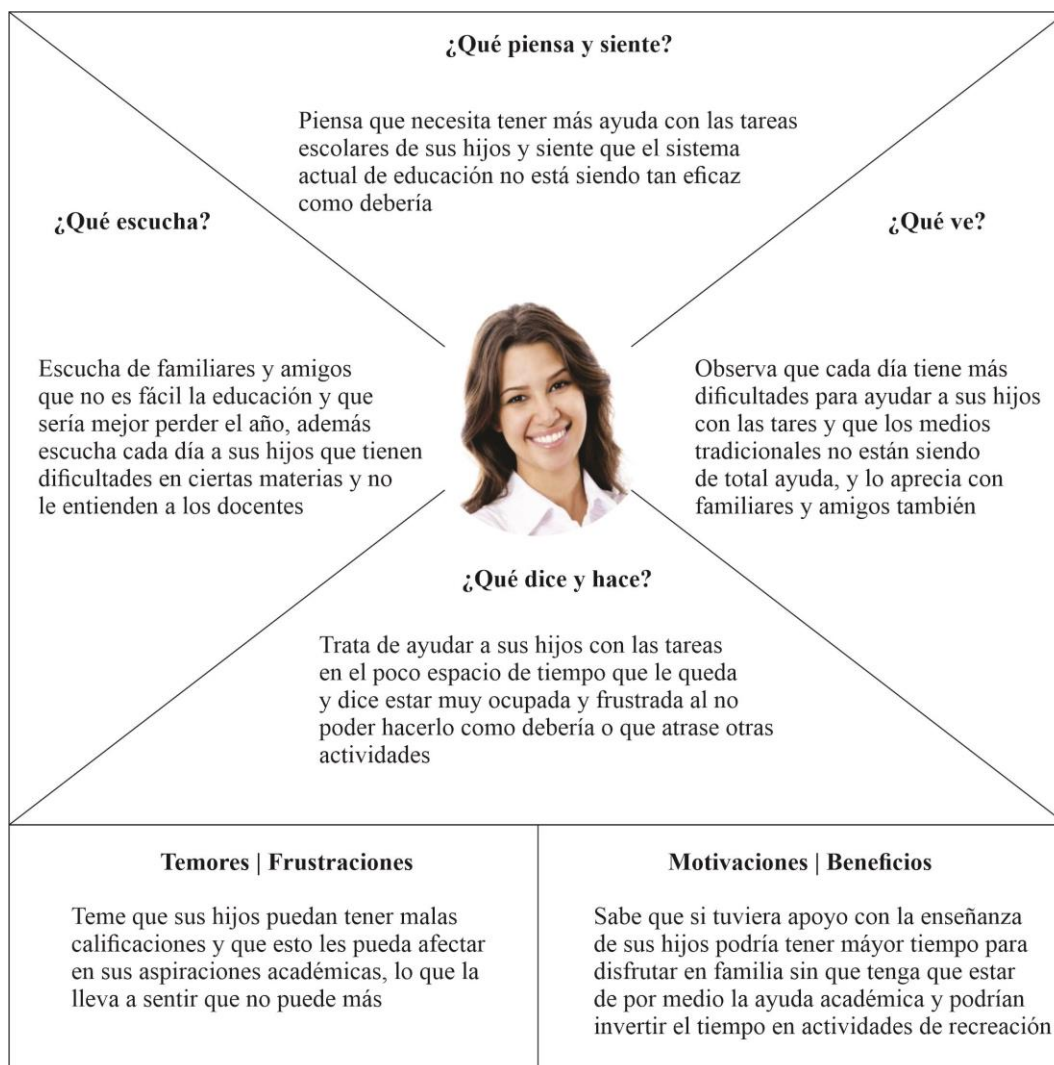 ¿Qué piensa y siente?
Piensa que necesita tener más ayuda con las tareas
escolares de sus hijos y siente que el sistema
actual de educación no está siendo tan eficaz
como debería
¿Qué escucha?
Escucha de familiares y amigos
que no es fácil la educación y que
sería mejor perder el año, además
escucha cada día a sus hijos que tienen
dificultades en ciertas materias y no
le entienden a los docentes
¿Qué ve?
Observa que cada día tiene más
dificultades para ayudar a sus hijos
con las tares y que los medios
tradicionales no están siendo
de total ayuda, y lo aprecia con
familiares y amigos también
¿Qué dice y hace?
Trata de ayudar a sus hijos con las tareas
en el poco espacio de tiempo que le queda
y dice estar muy ocupada y frustrada al no
poder hacerlo como debería o que atrase otras
actividades
Temores | Frustraciones
Teme que sus hijos puedan tener malas
calificaciones y que esto les pueda afectar
en sus aspiraciones académicas, lo que la
lleva a sentir que no puede más
Motivaciones | Beneficios
Sabe que si tuviera apoyo con la enseñanza
de sus hijos podría tener máyor tiempo para
disfrutar en familia sin que tenga que estar
de por medio la ayuda académica y podrían
invertir el tiempo en actividades de recreación